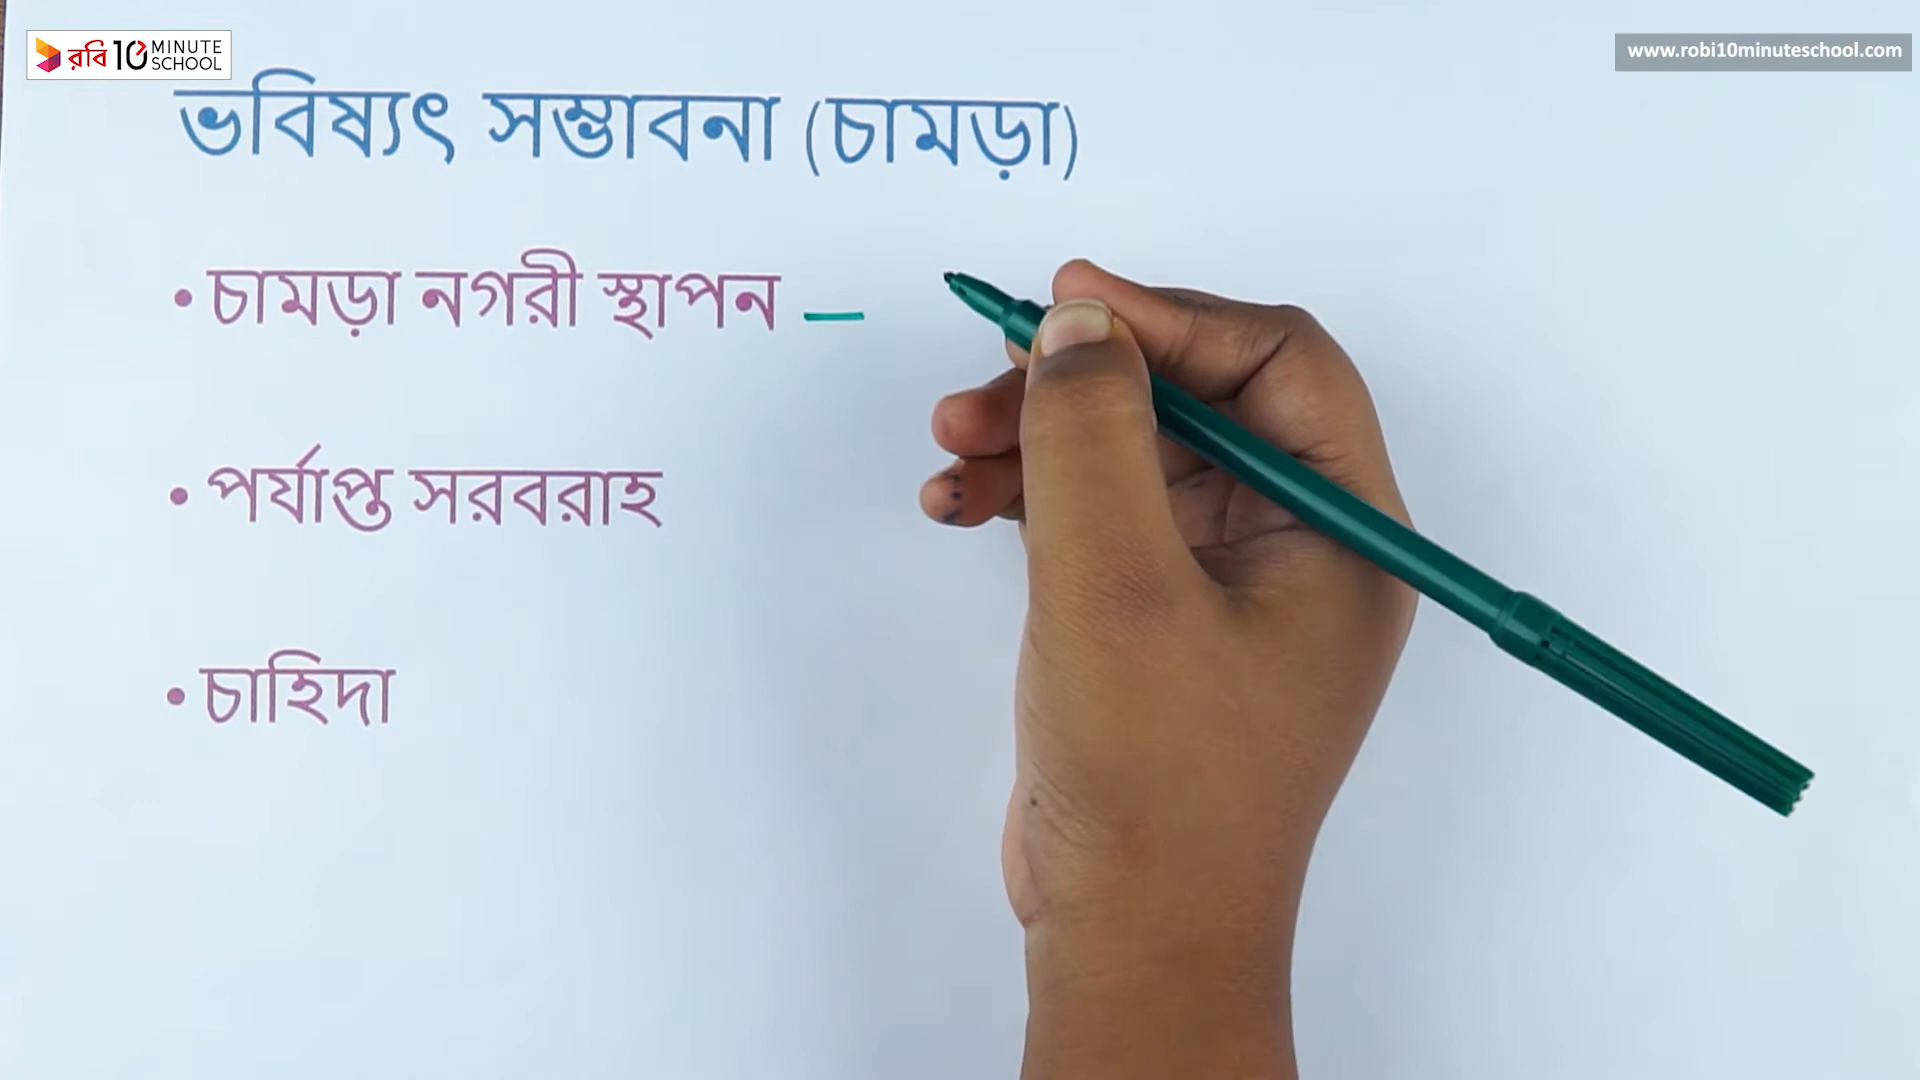 রবি 10 MINUTE SCHOOL
www.robi10minuteschool.com
ভবিষ্যৎ সম্ভাবনা (চামড়া)
• চামড়া নগরী স্থাপন –
• পর্যাপ্ত সরবরাহ
• চাহিদা